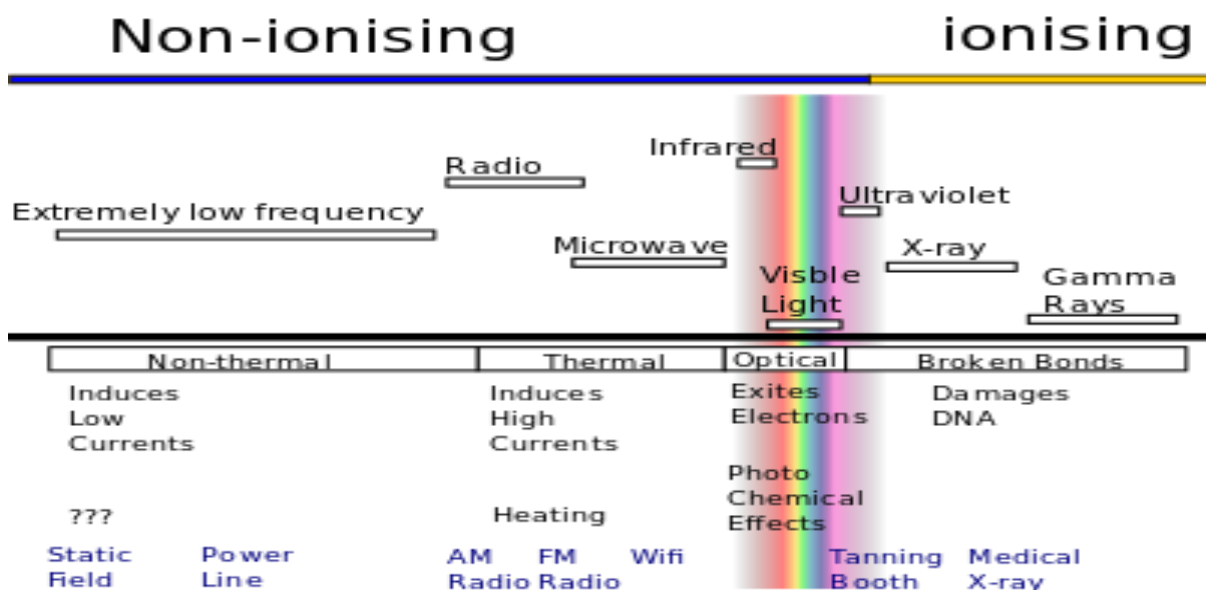 Non-ionising ionising
Infrared
Radio
Ultraviolet
Extremely low frequency
Microwave X-ray
Visble Gamma
Light Rays
Non-thermal Thermal Optical Broken Bonds
Induces Induces Exites Damages
Low High Electrons DNA
Currents Currents
Photo
Chemical
??? Heating Effects
Static Power AM FM Wifi Tanning Medical
Field Line Radio Radio Booth X-ray